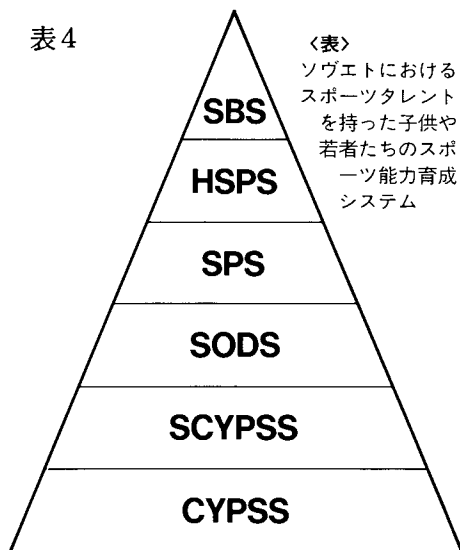 表4
〈表〉
ソヴエトにおける
スポーツタレント
を持った子供や
若者たちのスポ
ーツ能力育成
システム
SBS
HSPS
SPS
SODS
SCYPSS
CYPSS